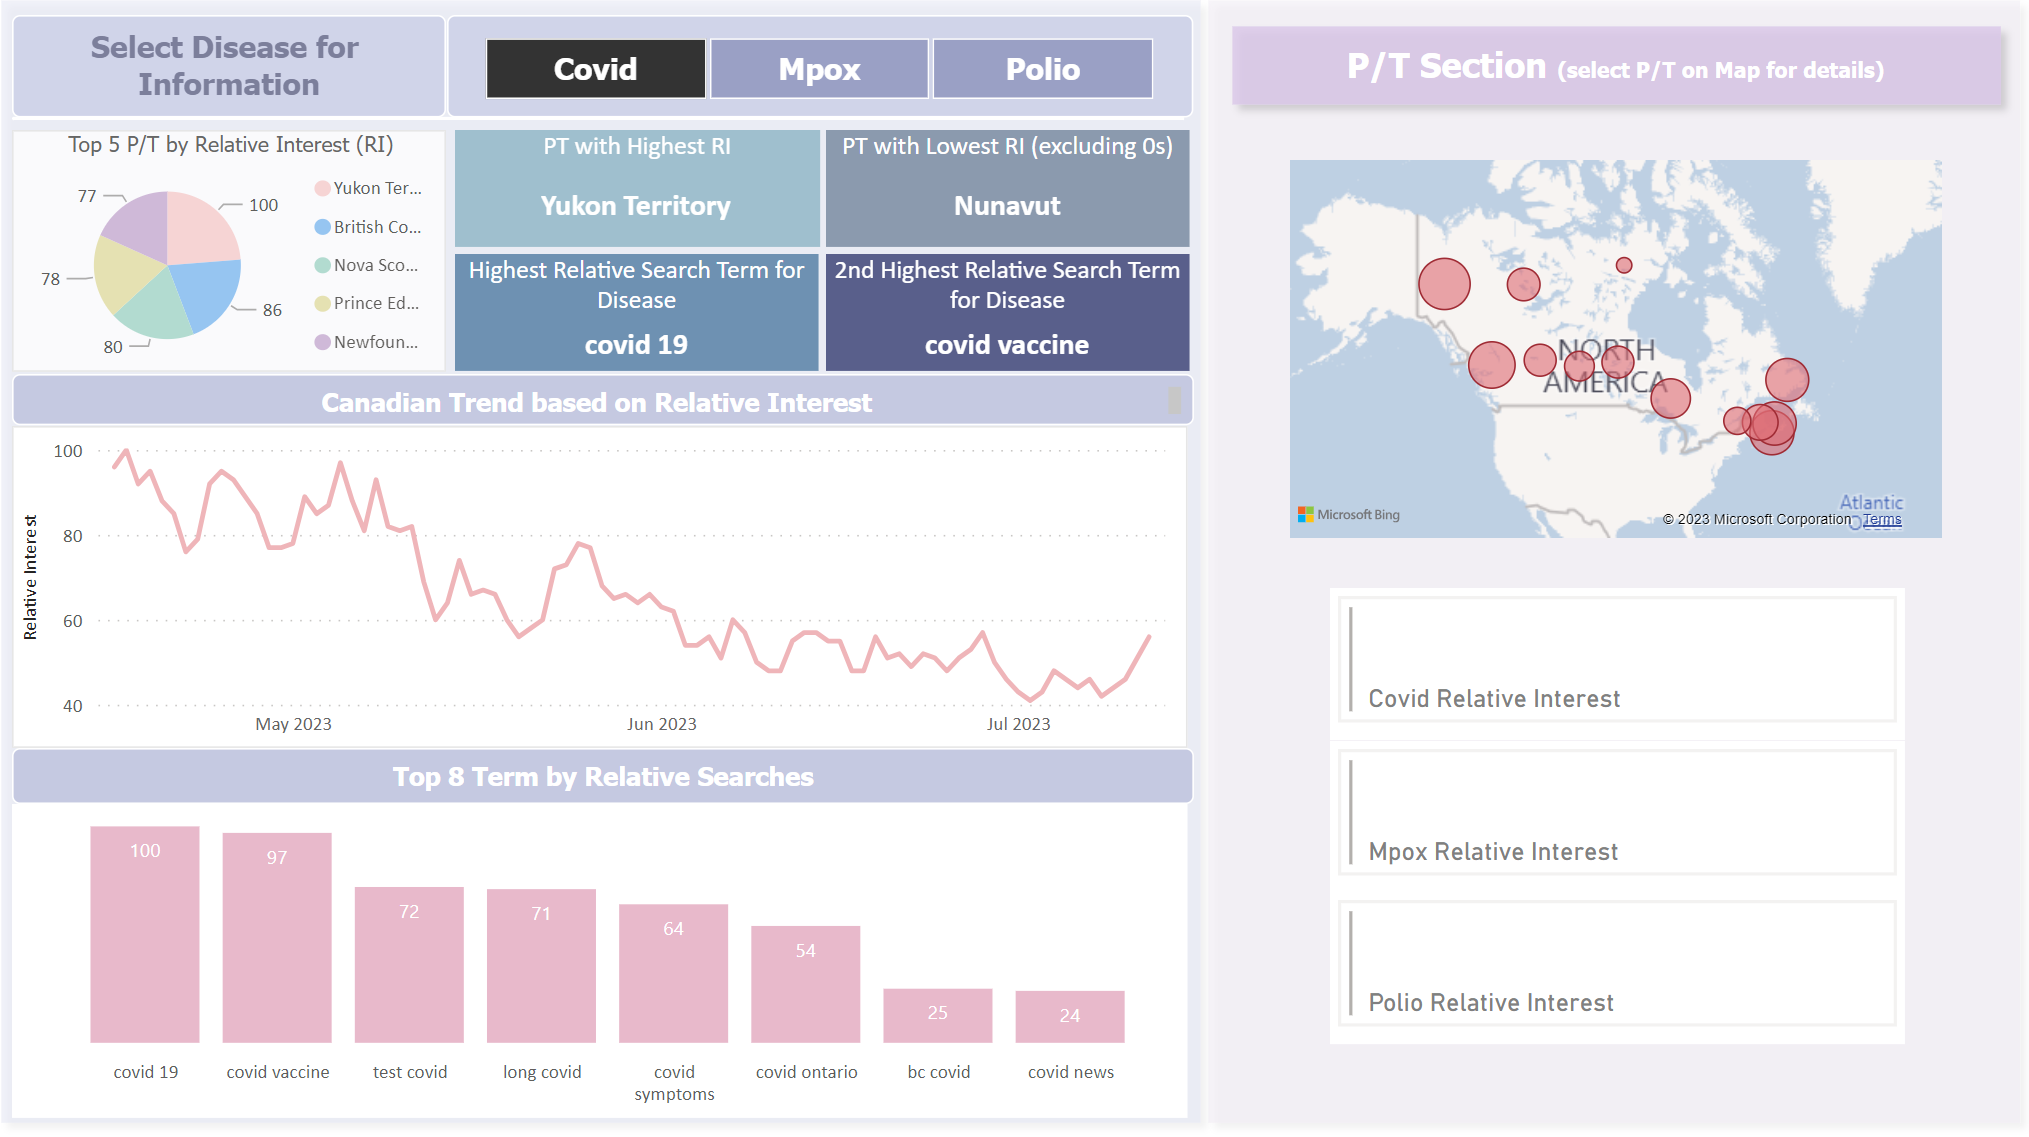 Select Disease for
Information
Covid
Mpox
Polio
P/T Section (select P/T on Map for details)
Top 5 P/T by Relative Interest (RI)
77
100
78
86
80
Yukon Ter...
British Co...
Nova Sco...
Prince Ed...
Newfoun...
PT with Highest RI
Yukon Territory
PT with Lowest RI (excluding 0s)
Nunavut
Highest Relative Search Term for
Disease
covid 19
2nd Highest Relative Search Term
for Disease
covid vaccine
Canadian Trend based on Relative Interest
Relative Interest
100
80
60
40
May 2023
Jun 2023
Jul 2023
Top 8 Term by Relative Searches
100
97
72
71
64
54
25
24
covid 19
covid vaccine
test covid
long covid
covid
symptoms
covid ontario
bc covid
covid news
NORTH
AMERICA
Atlantic
Ocean
Microsoft Bing
© 2023 Microsoft Corporation
Terms
Covid Relative Interest
Mpox Relative Interest
Polio Relative Interest